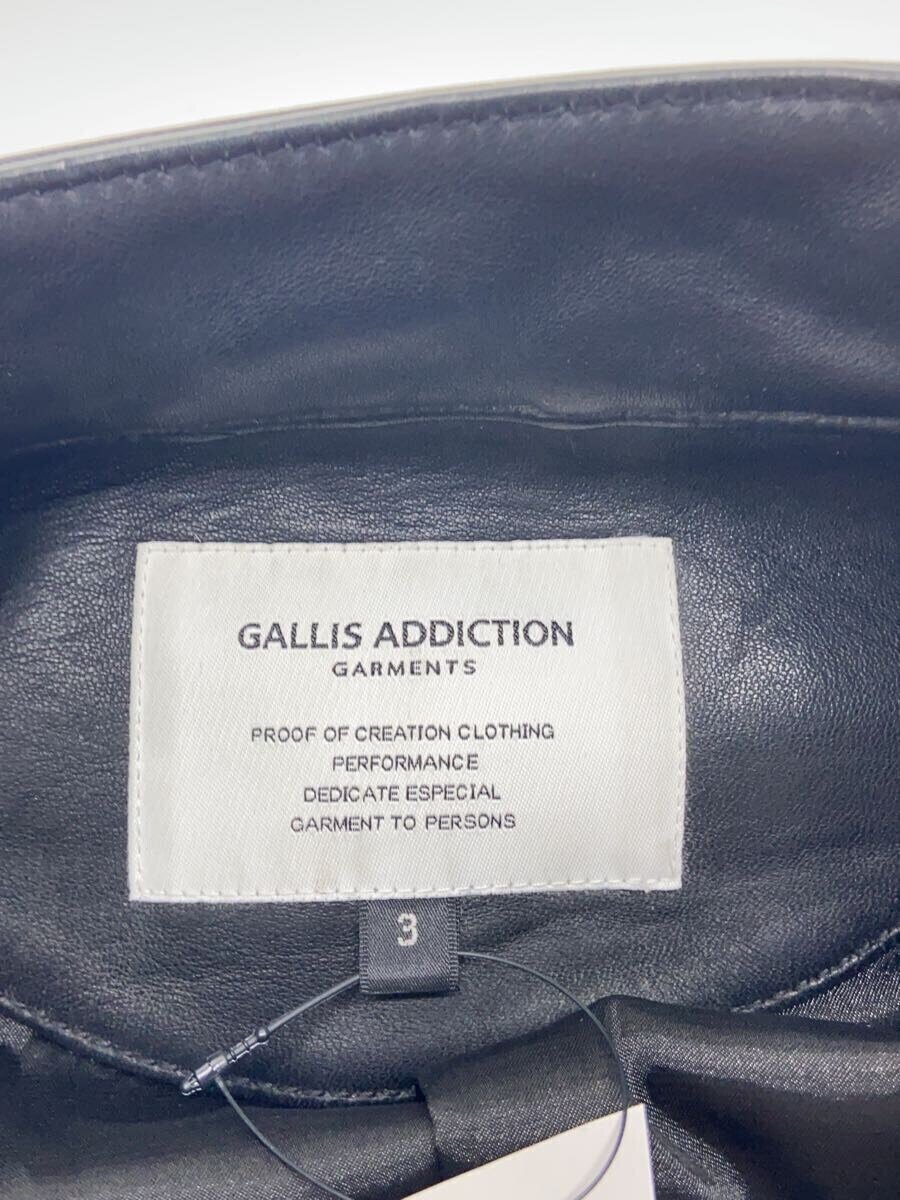 GALLIS ADDICTION
GARMENTS
PROOF OF CREATION CLOTHING
PERFORMANCE
DEDICATE ESPECIAL
GARMENT TO PERSONS
3